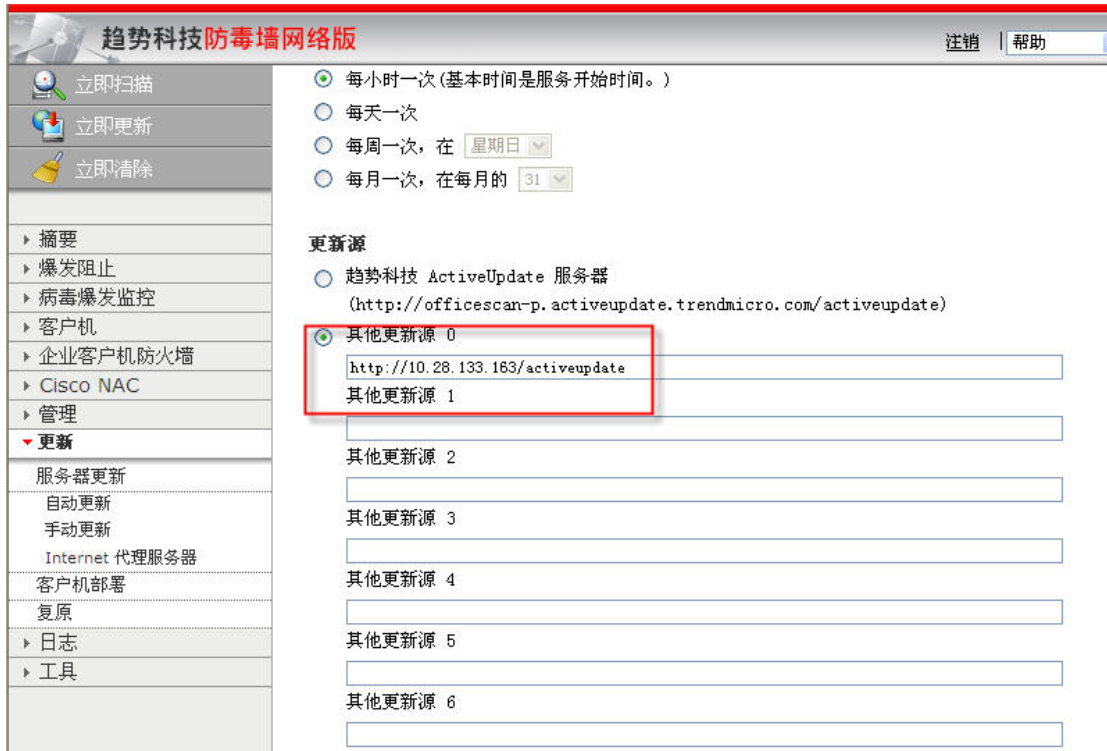 趋势科技防毒墙网络版
注销
帮助
立即扫描
立即更新
立即清除
摘要
爆发阻止
病毒爆发监控
客户机
企业客户机防火墙
Cisco NAC
管理
更新
服务器更新
自动更新
手动更新
Internet 代理服务器
客户机部署
复原
日志
工具
每小时一次(基本时间是服务开始时间。)
每天一次
每周一次，在 星期日
每月一次，在每月的 31
更新源
趋势科技 ActiveUpdate 服务器
(http://officescan-p.activeupdate.trendmicro.com/activeupdate)
其他更新源 0
http://10.28.133.163/activeupdate
其他更新源 1
其他更新源 2
其他更新源 3
其他更新源 4
其他更新源 5
其他更新源 6